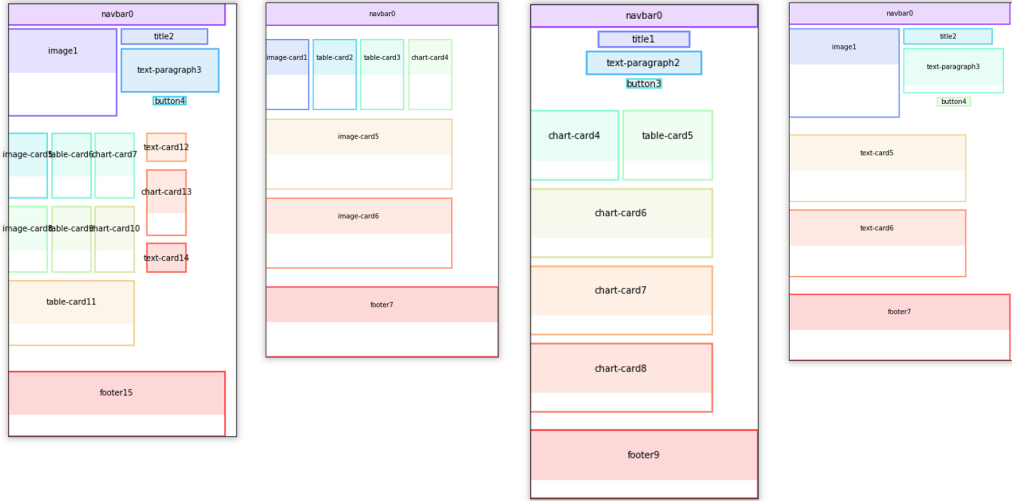 navbar0
image1
title2
text-paragraph3
button4
image-card5 table-card6 chart-card7
text-card12
chart-card13
image-card8 table-card9 chart-card10
text-card14
table-card11
footer15
navbar0
image-card1 table-card2 table-card3 chart-card4
image-card5
image-card6
footer7
navbar0
title1
text-paragraph2
button3
chart-card4 table-card5
chart-card6
chart-card7
chart-card8
footer9
navbar0
image1
title2
text-paragraph3
button4
text-card5
text-card6
footer7